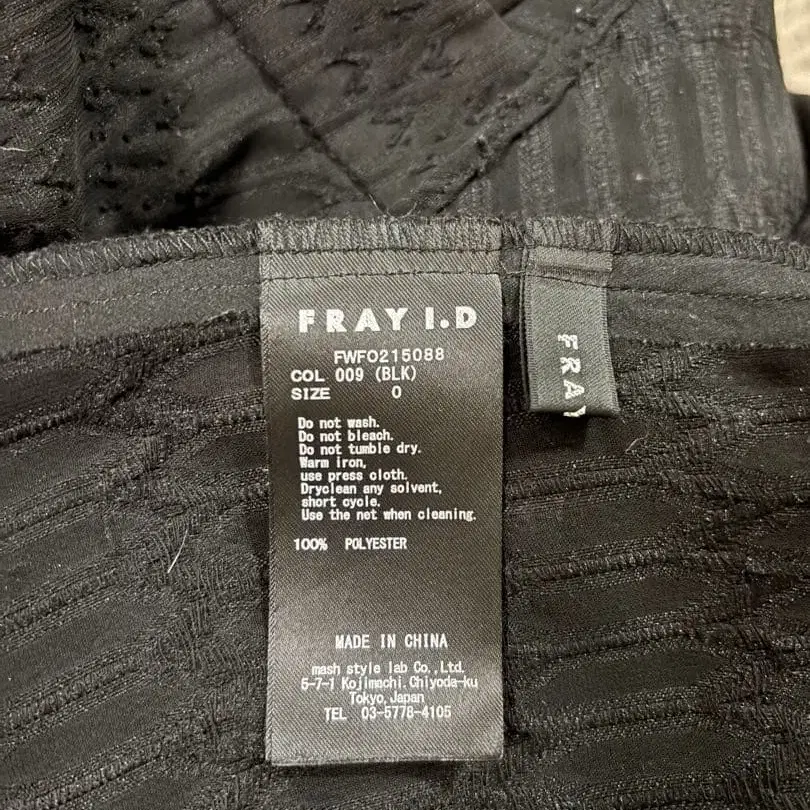 FRAY I.D
FWFO215088
COL 009 (BLK)
SIZE 0
Do not wash.
Do not bleach.
Do not tumble dry.
Warm iron,
use press cloth.
Dryclean any solvent,
short cycle.
Use the net when cleaning.
100% POLYESTER
MADE IN CHINA
mash style lab Co.,Ltd.
5-7-1 Kojimachi,Chiyoda-ku
Tokyo,Japan
TEL 03-5778-4105
FRAY